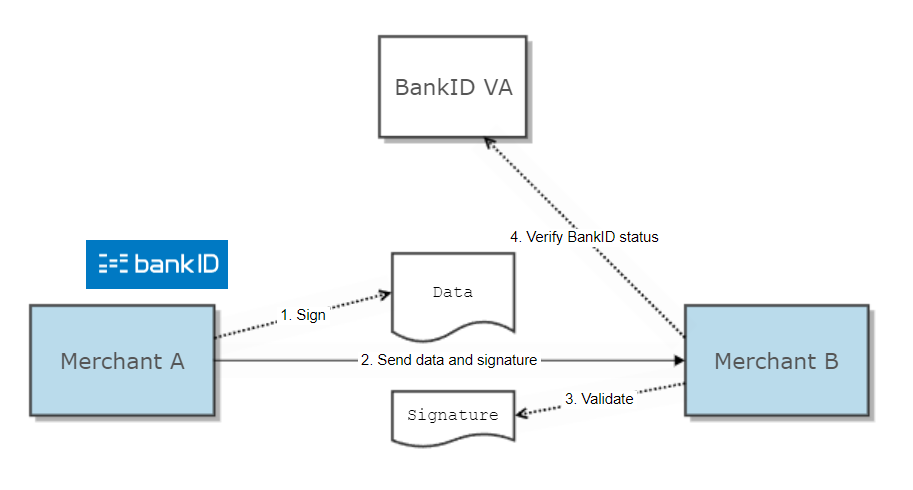 BankID VA
4. Verify BankID status
bankID
Data
1. Sign
Merchant A
2. Send data and signature
Merchant B
3. Validate
Signature